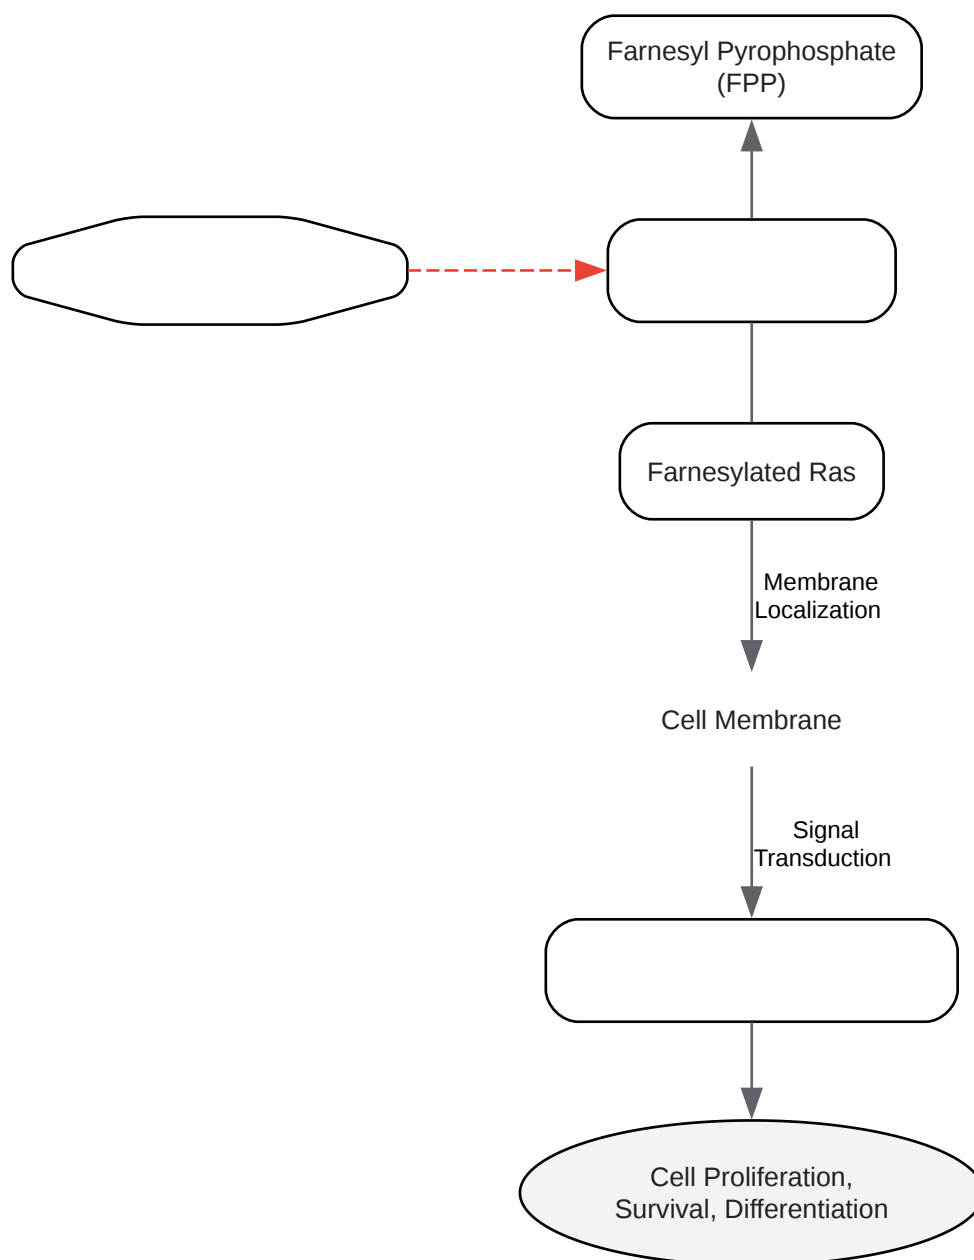 Farnesyl Pyrophosphate
(FPP)
Farnesylated Ras
Membrane
Localization
Cell Membrane
Signal
Transduction
Cell Proliferation,
Survival, Differentiation